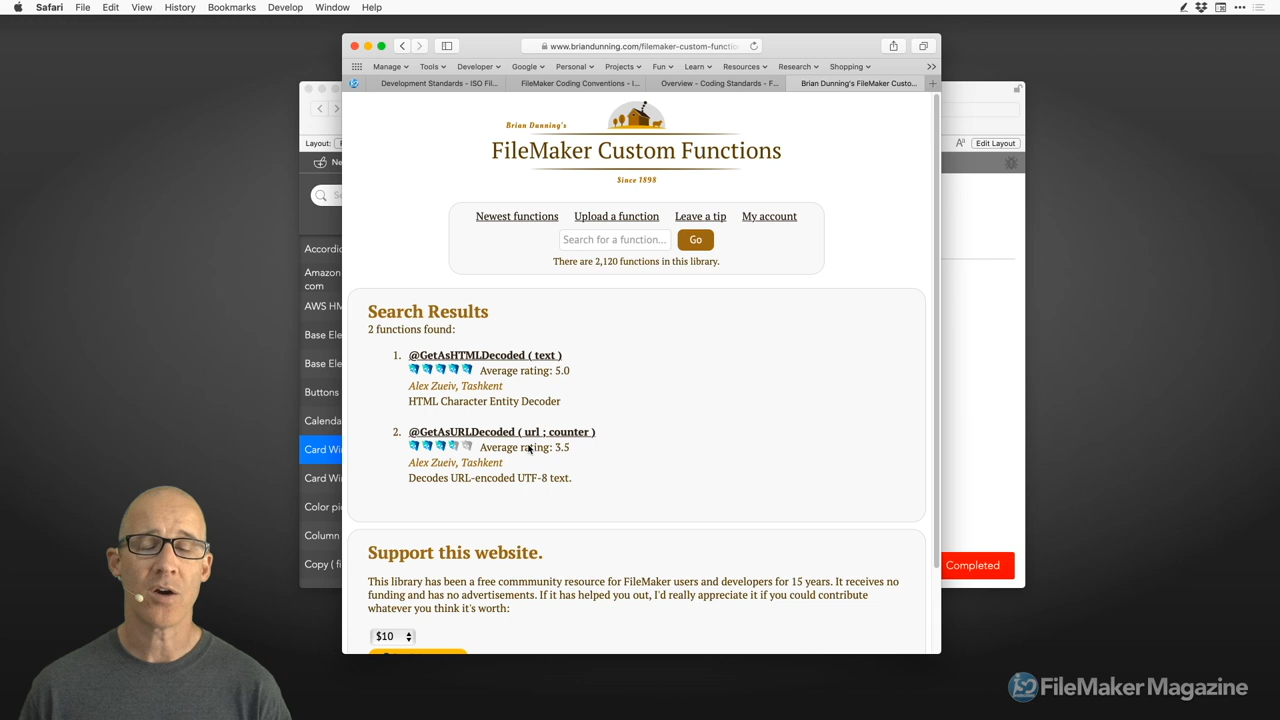 Safari File Edit View History Bookmarks Develop Window Help
www.briandunning.com/filemaker-custom-functio
Manage Tools Developer Google Personal Projects Fun Learn Resources Research Shopping
Development Standards - ISO Fil...
FileMaker Coding Conventions - I...
Overview - Coding Standards - F...
Brian Dunning's FileMaker Custo...
Layout:
Edit Layout
Ne
Accordic
Amazon
com
AWS HM
Base Ele
Base Ele
Buttons
Calenda
Card Wi
Card Wi
Color pi
Column
Copy ( fi
Brian Dunning's
FileMaker Custom Functions
Since 1898
Newest functions Upload a function Leave a tip My account
Search for a function... Go
There are 2,120 functions in this library.
Search Results
2 functions found:
1. @GetAsHTMLDecoded ( text )
Average rating: 5.0
Alex Zueiv, Tashkent
HTML Character Entity Decoder
2. @GetAsURLDecoded ( url ; counter )
Average rating: 3.5
Alex Zueiv, Tashkent
Decodes URL-encoded UTF-8 text.
Support this website.
This library has been a free commmunity resource for FileMaker users and developers for 15 years. It receives no
funding and has no advertisements. If it has helped you out, I'd really appreciate it if you could contribute
whatever you think it's worth:
$10
Completed
FileMaker Magazine